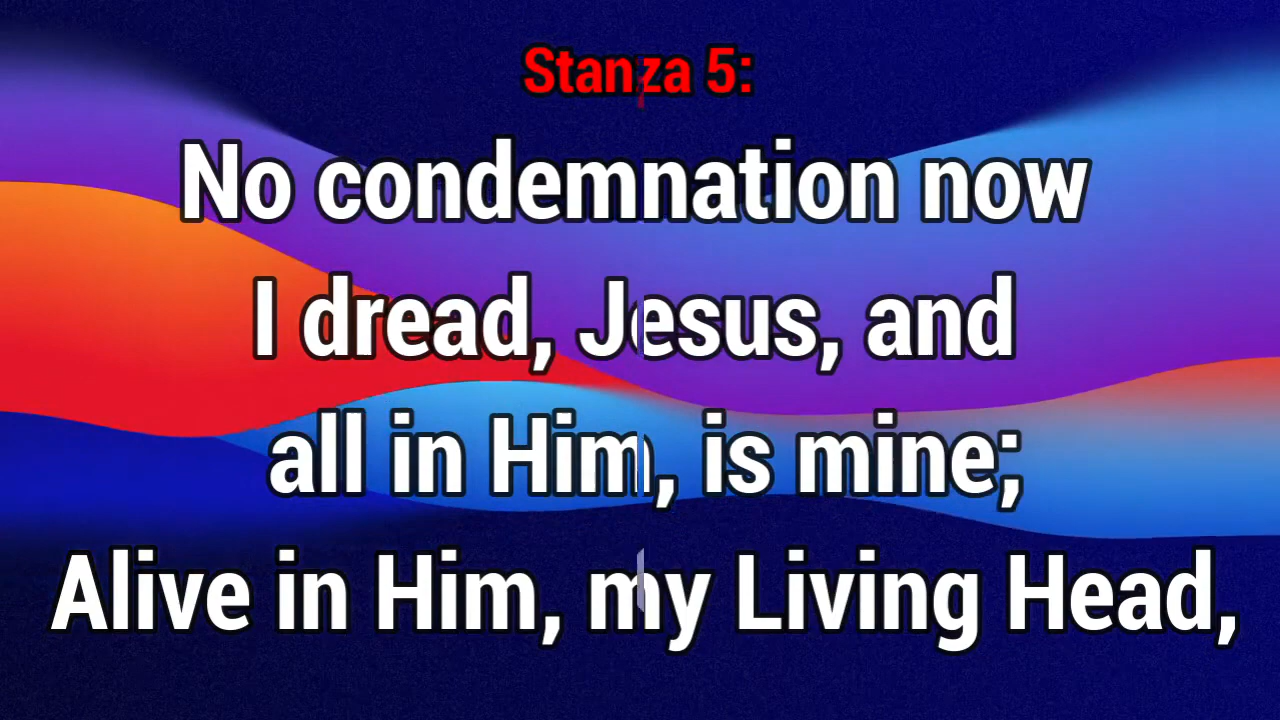 Stanza 5:
No condemnation now
I dread, Jesus, and
all in Him, is mine;
Alive in Him, my Living Head,